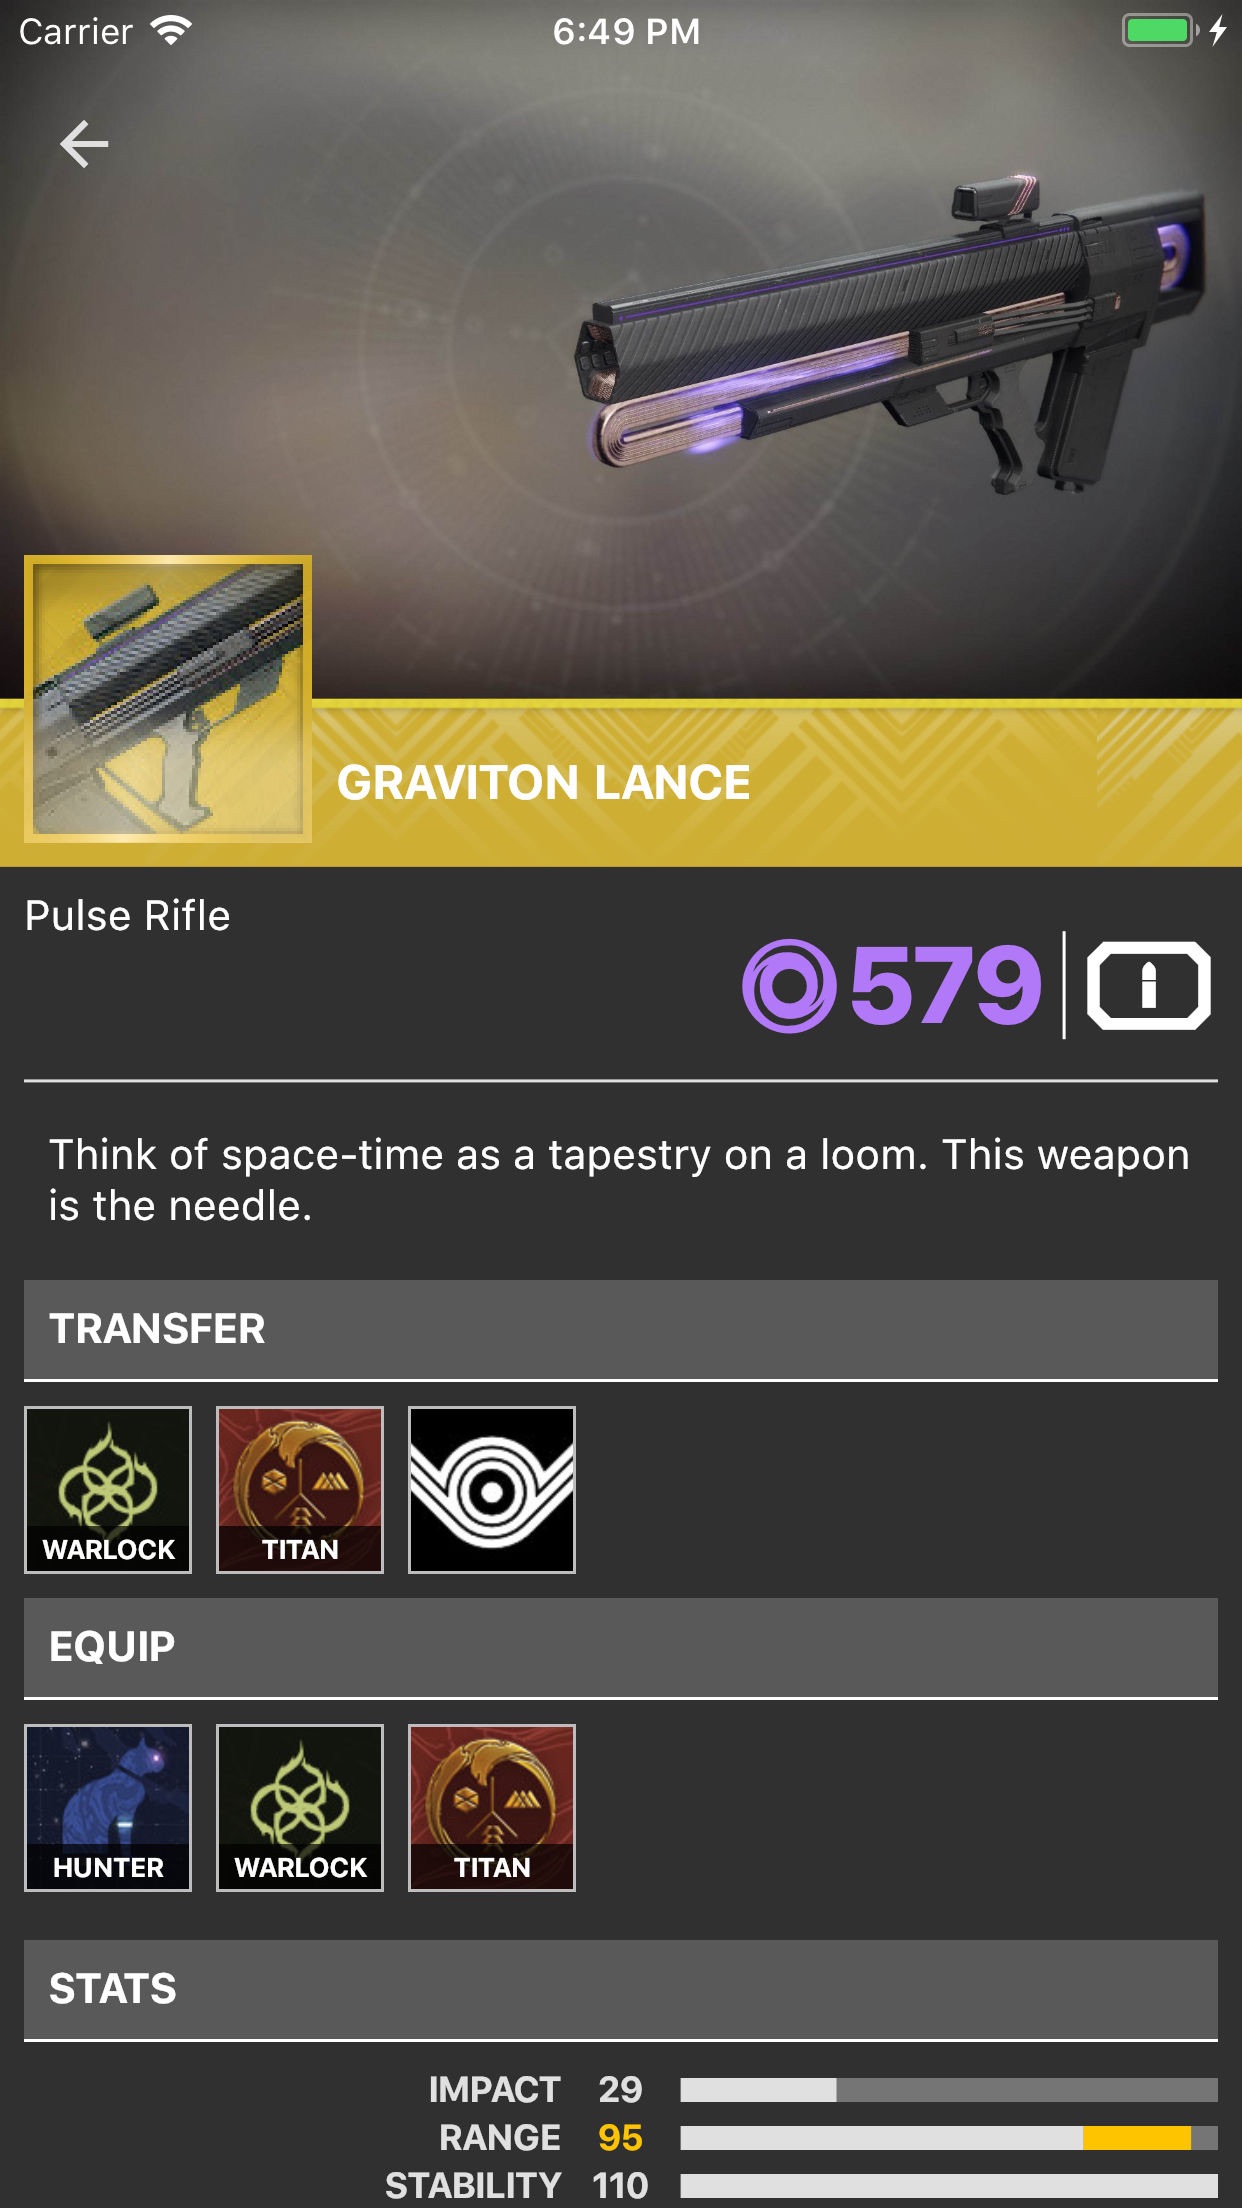 Carrier 6:49 PM
GRAVITON LANCE
Pulse Rifle
579
Think of space-time as a tapestry on a loom. This weapon
is the needle.
TRANSFER
WARLOCK TITAN
EQUIP
HUNTER WARLOCK TITAN
STATS
IMPACT 29
RANGE 95
STABILITY 110